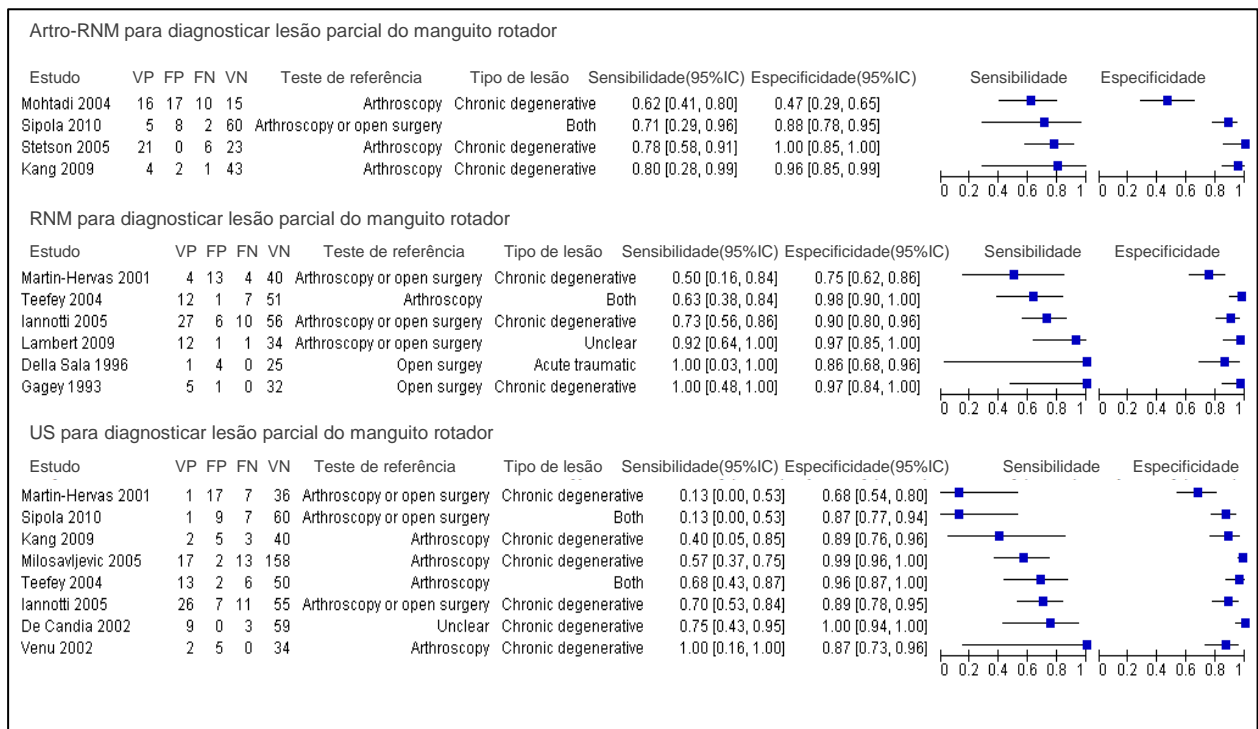 Artro-RNM para diagnosticar lesão parcial do manguito rotador
Estudo VP FP FN VN Teste de referência Tipo de lesão Sensibilidade(95%IC) Especificidade(95%IC) Sensibilidade Especificidade
Mohtadi 2004 16 17 10 15 Arthroscopy Chronic degenerative 0.62 [0.41, 0.80] 0.47 [0.29, 0.65]
Sipola 2010 5 8 2 60 Arthroscopy or open surgery Both 0.71 [0.29, 0.96] 0.88 [0.78, 0.95]
Stetson 2005 21 0 6 23 Arthroscopy Chronic degenerative 0.78 [0.58, 0.91] 1.00 [0.85, 1.00]
Kang 2009 4 2 1 43 Arthroscopy Chronic degenerative 0.80 [0.28, 0.99] 0.96 [0.85, 0.99]
0 0.2 0.4 0.6 0.8 1 0 0.2 0.4 0.6 0.8 1
RNM para diagnosticar lesão parcial do manguito rotador
Estudo VP FP FN VN Teste de referência Tipo de lesão Sensibilidade(95%IC) Especificidade(95%IC) Sensibilidade Especificidade
Martin-Hervas 2001 4 13 4 40 Arthroscopy or open surgery Chronic degenerative 0.50 [0.16, 0.84] 0.75 [0.62, 0.86]
Teefey 2004 12 1 7 51 Arthroscopy Both 0.63 [0.38, 0.84] 0.98 [0.90, 1.00]
Iannotti 2005 27 6 10 56 Arthroscopy or open surgery Chronic degenerative 0.73 [0.56, 0.86] 0.90 [0.80, 0.96]
Lambert 2009 12 1 1 34 Arthroscopy or open surgery Unclear 0.92 [0.64, 1.00] 0.97 [0.85, 1.00]
Della Sala 1996 1 4 0 25 Open surgey Acute traumatic 1.00 [0.03, 1.00] 0.86 [0.68, 0.96]
Gagey 1993 5 1 0 32 Open surgery Chronic degenerative 1.00 [0.48, 1.00] 0.97 [0.84, 1.00]
0 0.2 0.4 0.6 0.8 1 0 0.2 0.4 0.6 0.8 1
US para diagnosticar lesão parcial do manguito rotador
Estudo VP FP FN VN Teste de referência Tipo de lesão Sensibilidade(95%IC) Especificidade(95%IC) Sensibilidade Especificidade
Martin-Hervas 2001 1 17 7 36 Arthroscopy or open surgery Chronic degenerative 0.13 [0.00, 0.53] 0.68 [0.54, 0.80]
Sipola 2010 1 9 7 60 Arthroscopy or open surgery Both 0.13 [0.00, 0.53] 0.87 [0.77, 0.94]
Kang 2009 2 5 3 40 Arthroscopy Chronic degenerative 0.40 [0.05, 0.85] 0.89 [0.76, 0.96]
Milosavljevic 2005 17 2 13 158 Arthroscopy Chronic degenerative 0.57 [0.37, 0.75] 0.99 [0.96, 1.00]
Teefey 2004 13 2 6 50 Arthroscopy Both 0.68 [0.43, 0.87] 0.96 [0.87, 1.00]
Iannotti 2005 26 7 11 55 Arthroscopy or open surgery Chronic degenerative 0.70 [0.53, 0.84] 0.89 [0.78, 0.95]
De Candia 2002 9 0 3 59 Unclear Chronic degenerative 0.75 [0.43, 0.95] 1.00 [0.94, 1.00]
Venu 2002 2 5 0 34 Arthroscopy Chronic degenerative 1.00 [0.16, 1.00] 0.87 [0.73, 0.96]
0 0.2 0.4 0.6 0.8 1 0 0.2 0.4 0.6 0.8 1